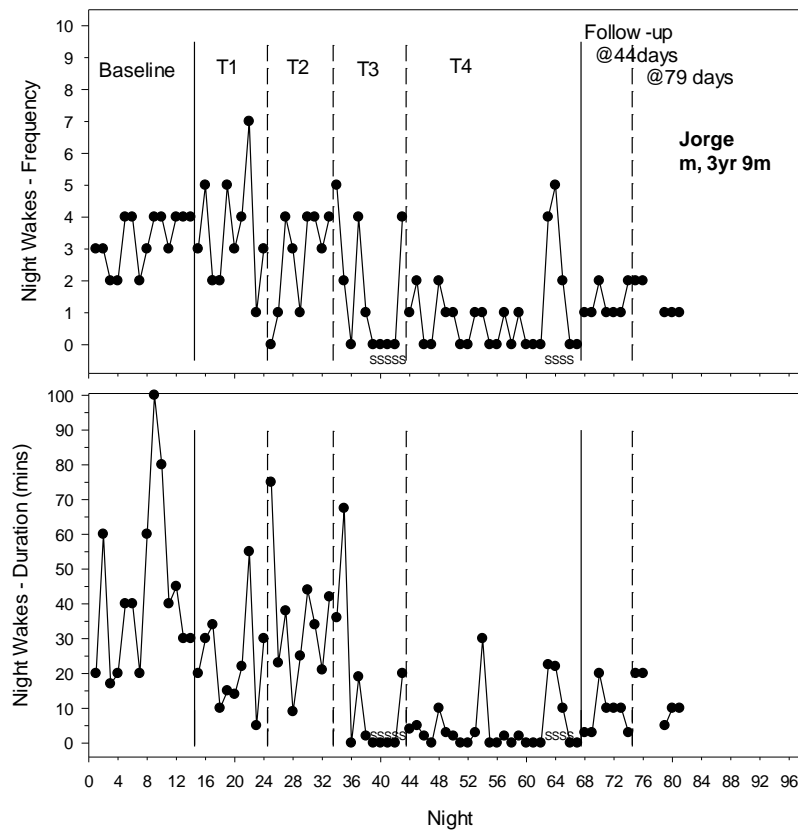 10
9
8
7
6
5
4
3
2
1
0
Night Wakes - Frequency
Baseline
T1
T2
T3
T4
Follow -up
@44days
@79 days
Jorge
m, 3yr 9m
SSSSS
SSSS
100
90
80
70
60
50
40
30
20
10
0
Night Wakes - Duration (mins)
SSSSS
SSSS
0 4 8 12 16 20 24 28 32 36 40 44 48 52 56 60 64 68 72 76 80 84 88 92 96
Night